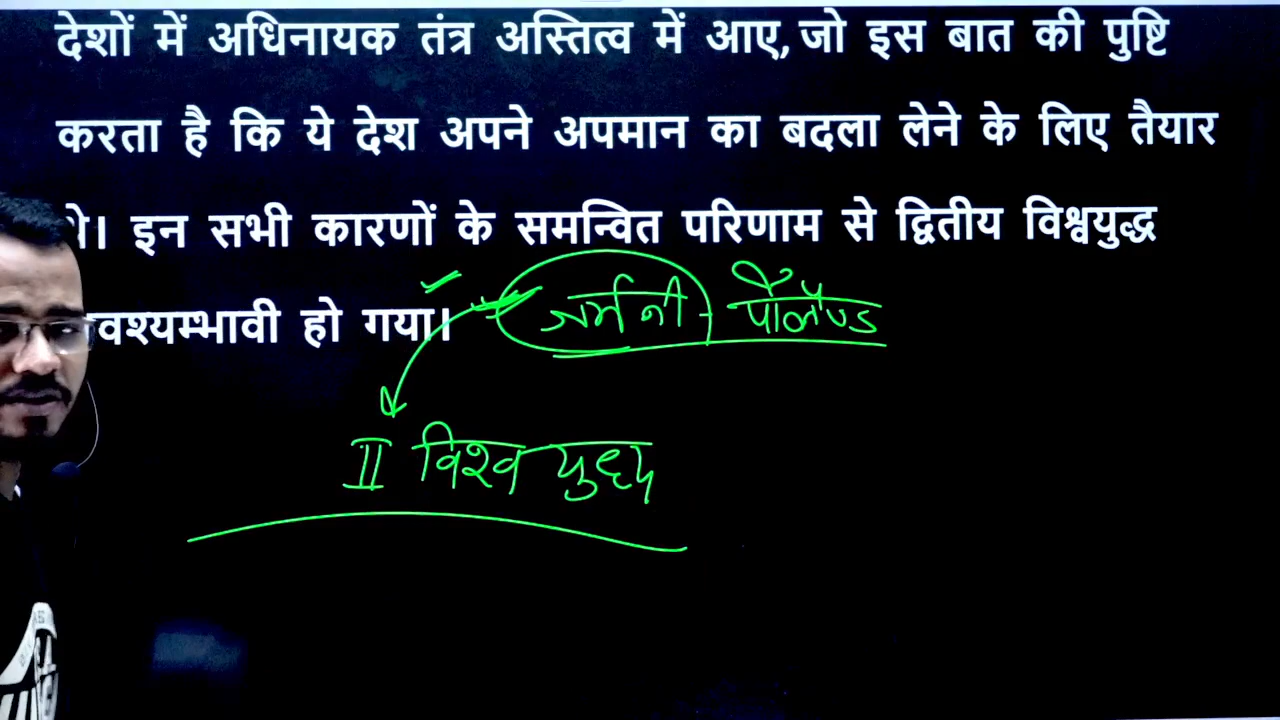 देशों में अधिनायक तंत्र अस्तित्व में आए, जो इस बात की पुष्टि
करता है कि ये देश अपने अपमान का बदला लेने के लिए तैयार
थे। इन सभी कारणों के समन्वित परिणाम से द्वितीय विश्वयुद्ध
वश्यम्भावी हो गया। जर्मनी - पोलैण्ड
II विश्व युध्द